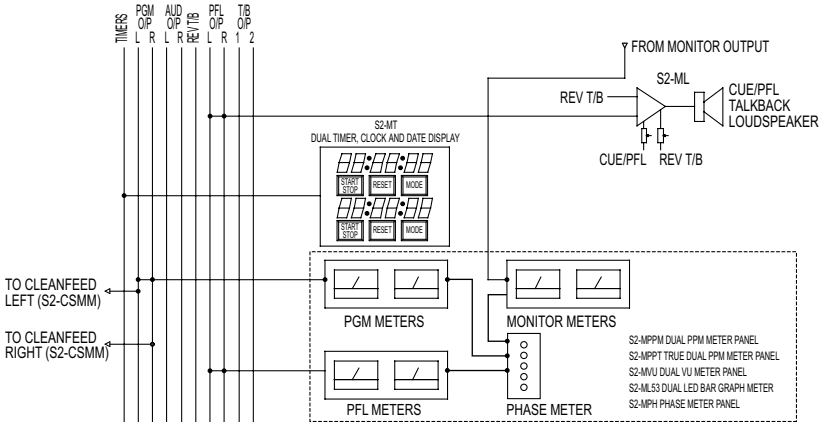 TIMERS
PGM O/P
L R
AUD O/P
L R
REV T/B
PFL O/P
L R
T/B O/P
1 2
FROM MONITOR OUTPUT
S2-ML
REV T/B
CUE/PFL
TALKBACK
LOUDSPEAKER
CUE/PFL REV T/B
S2-MT
DUAL TIMER, CLOCK AND DATE DISPLAY
START STOP
RESET
MODE
START STOP
RESET
MODE
TO CLEANFEED
LEFT (S2-CSMM)
TO CLEANFEED
RIGHT (S2-CSMM)
PGM METERS
MONITOR METERS
PFL METERS
PHASE METER
S2-MPPM DUAL PPM METER PANEL
S2-MPPT TRUE DUAL PPM METER PANEL
S2-MVU DUAL VU METER PANEL
S2-ML53 DUAL LED BAR GRAPH METER
S2-MPH PHASE METER PANEL